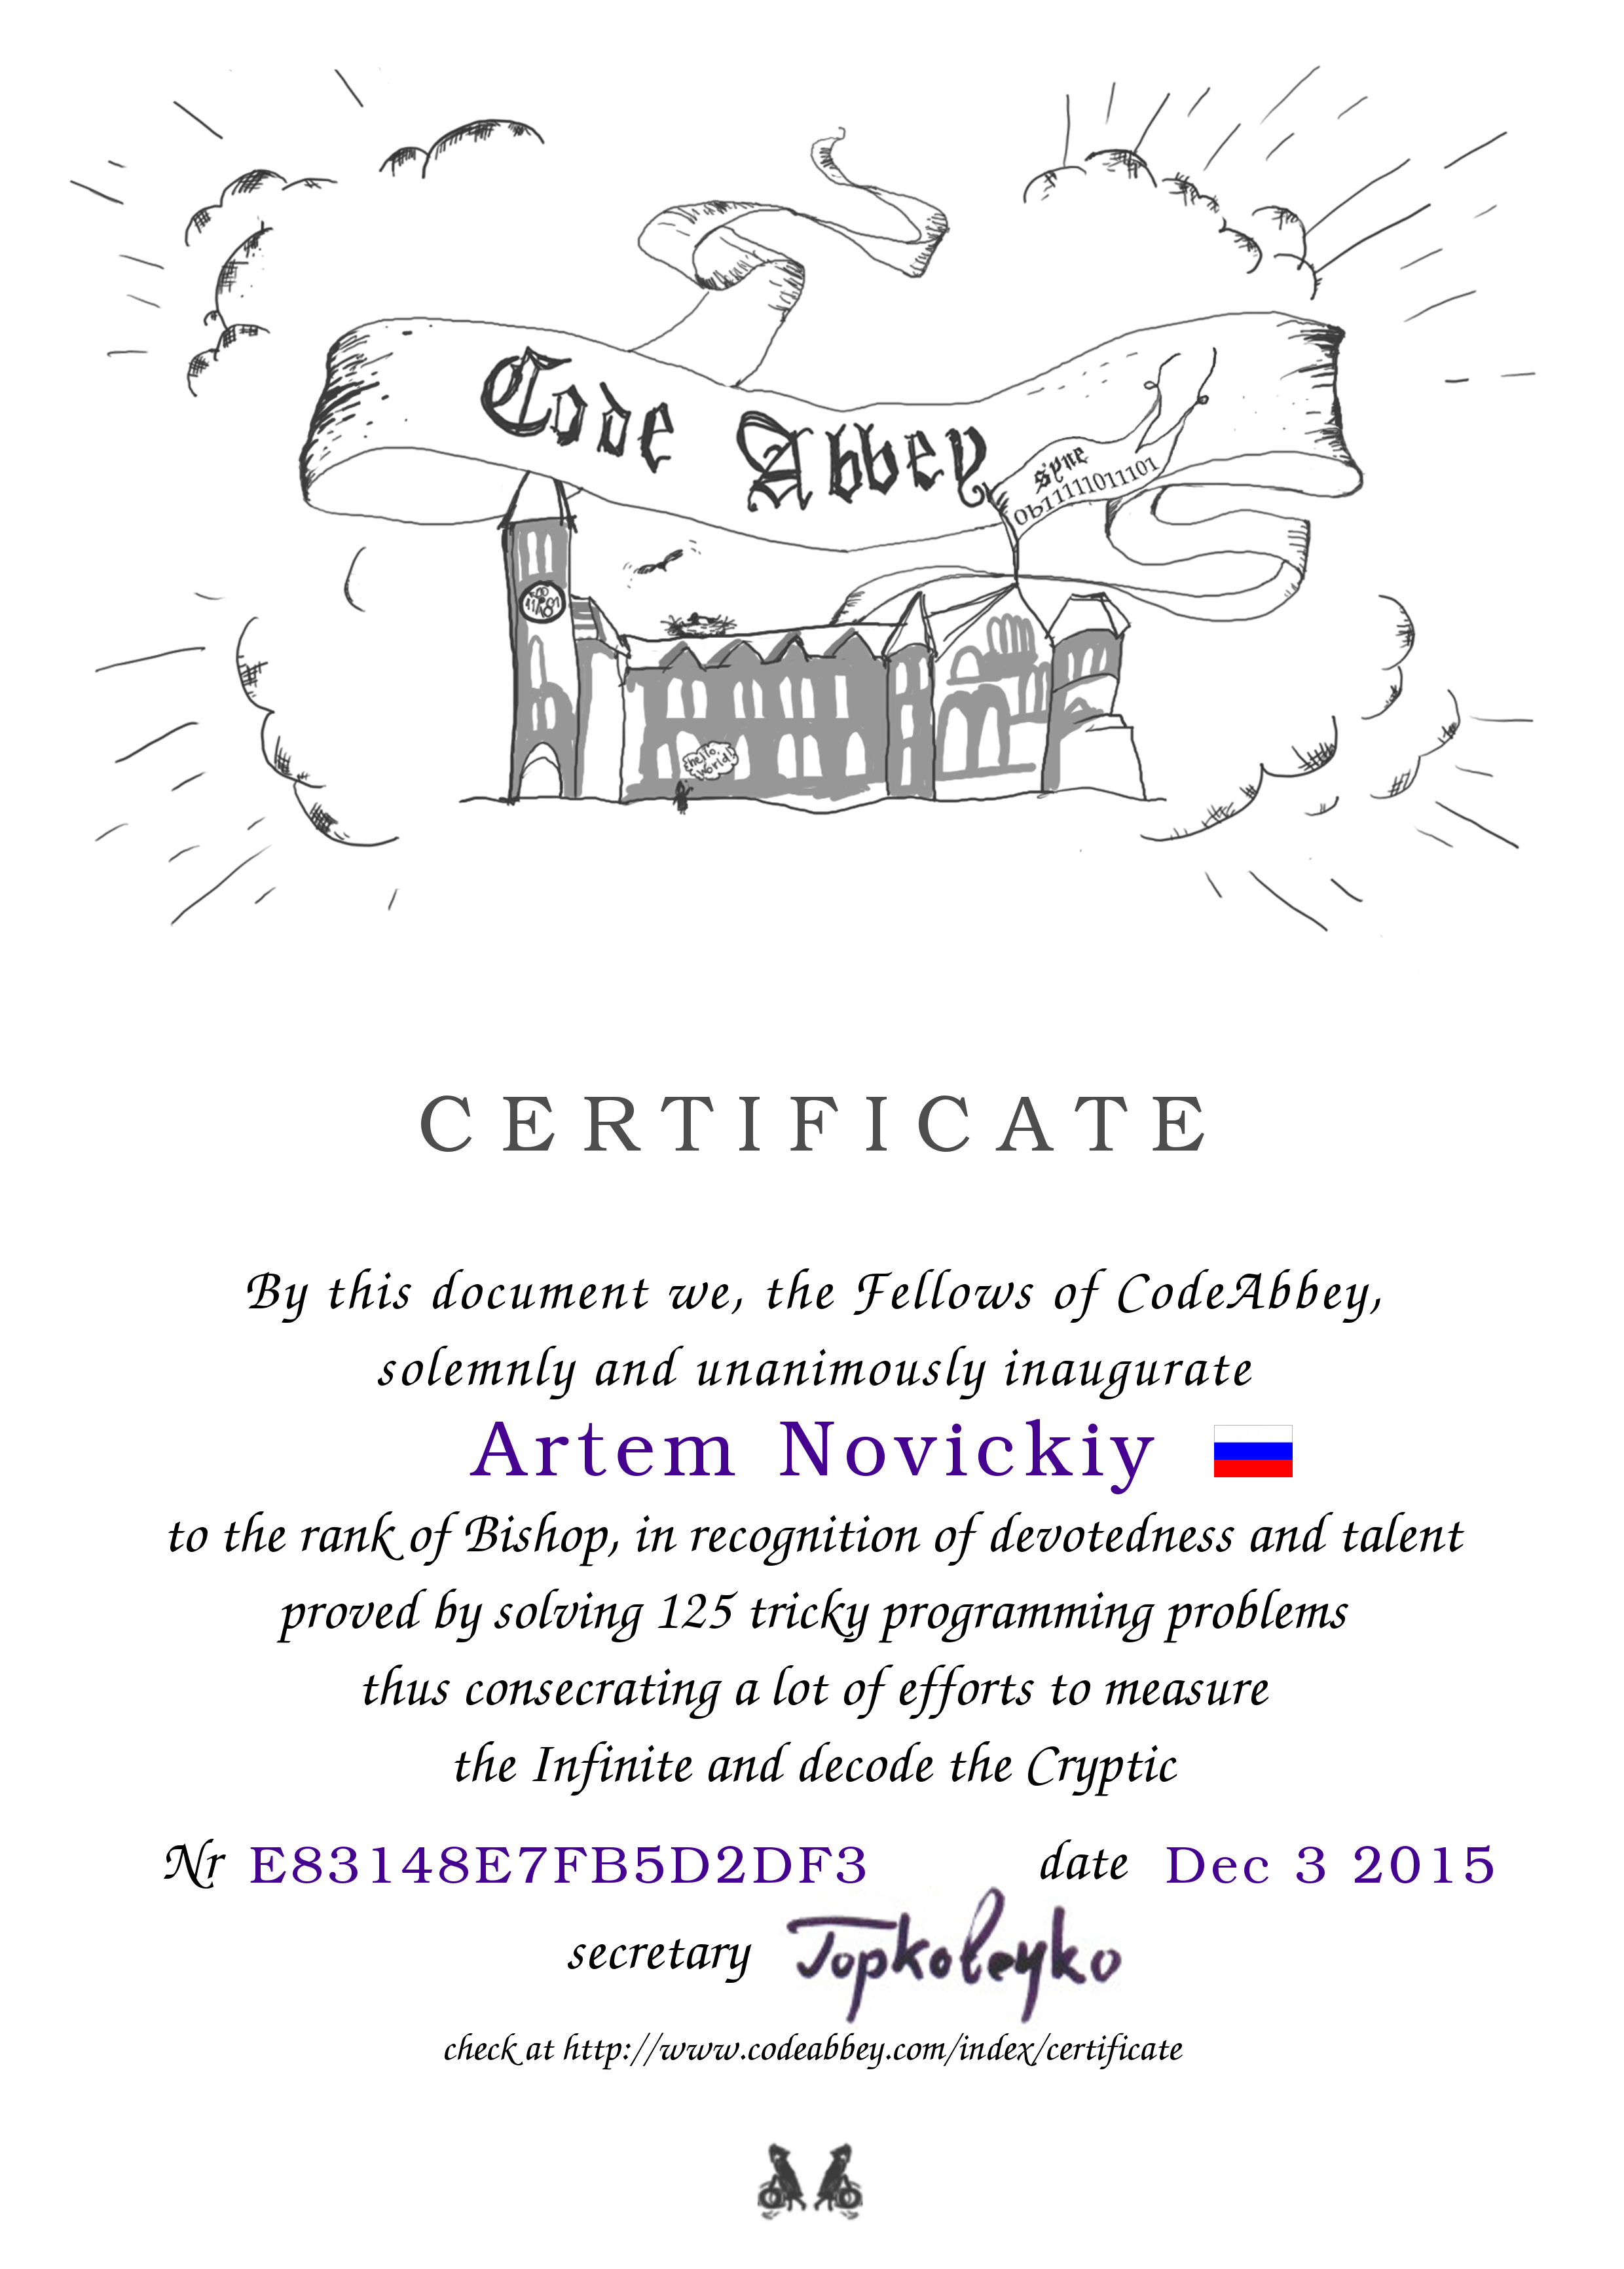 Code Abbey
syne
0b11111011101
hello, world!
CERTIFICATE
By this document we, the Fellows of CodeAbbey,
solemnly and unanimously inaugurate
Artem Novickiy
to the rank of Bishop, in recognition of devotedness and talent
proved by solving 125 tricky programming problems
thus consecrating a lot of efforts to measure
the Infinite and decode the Cryptic
Nr E83148E7FB5D2DF3 date Dec 3 2015
secretary
check at http://www.codeabbey.com/index/certificate